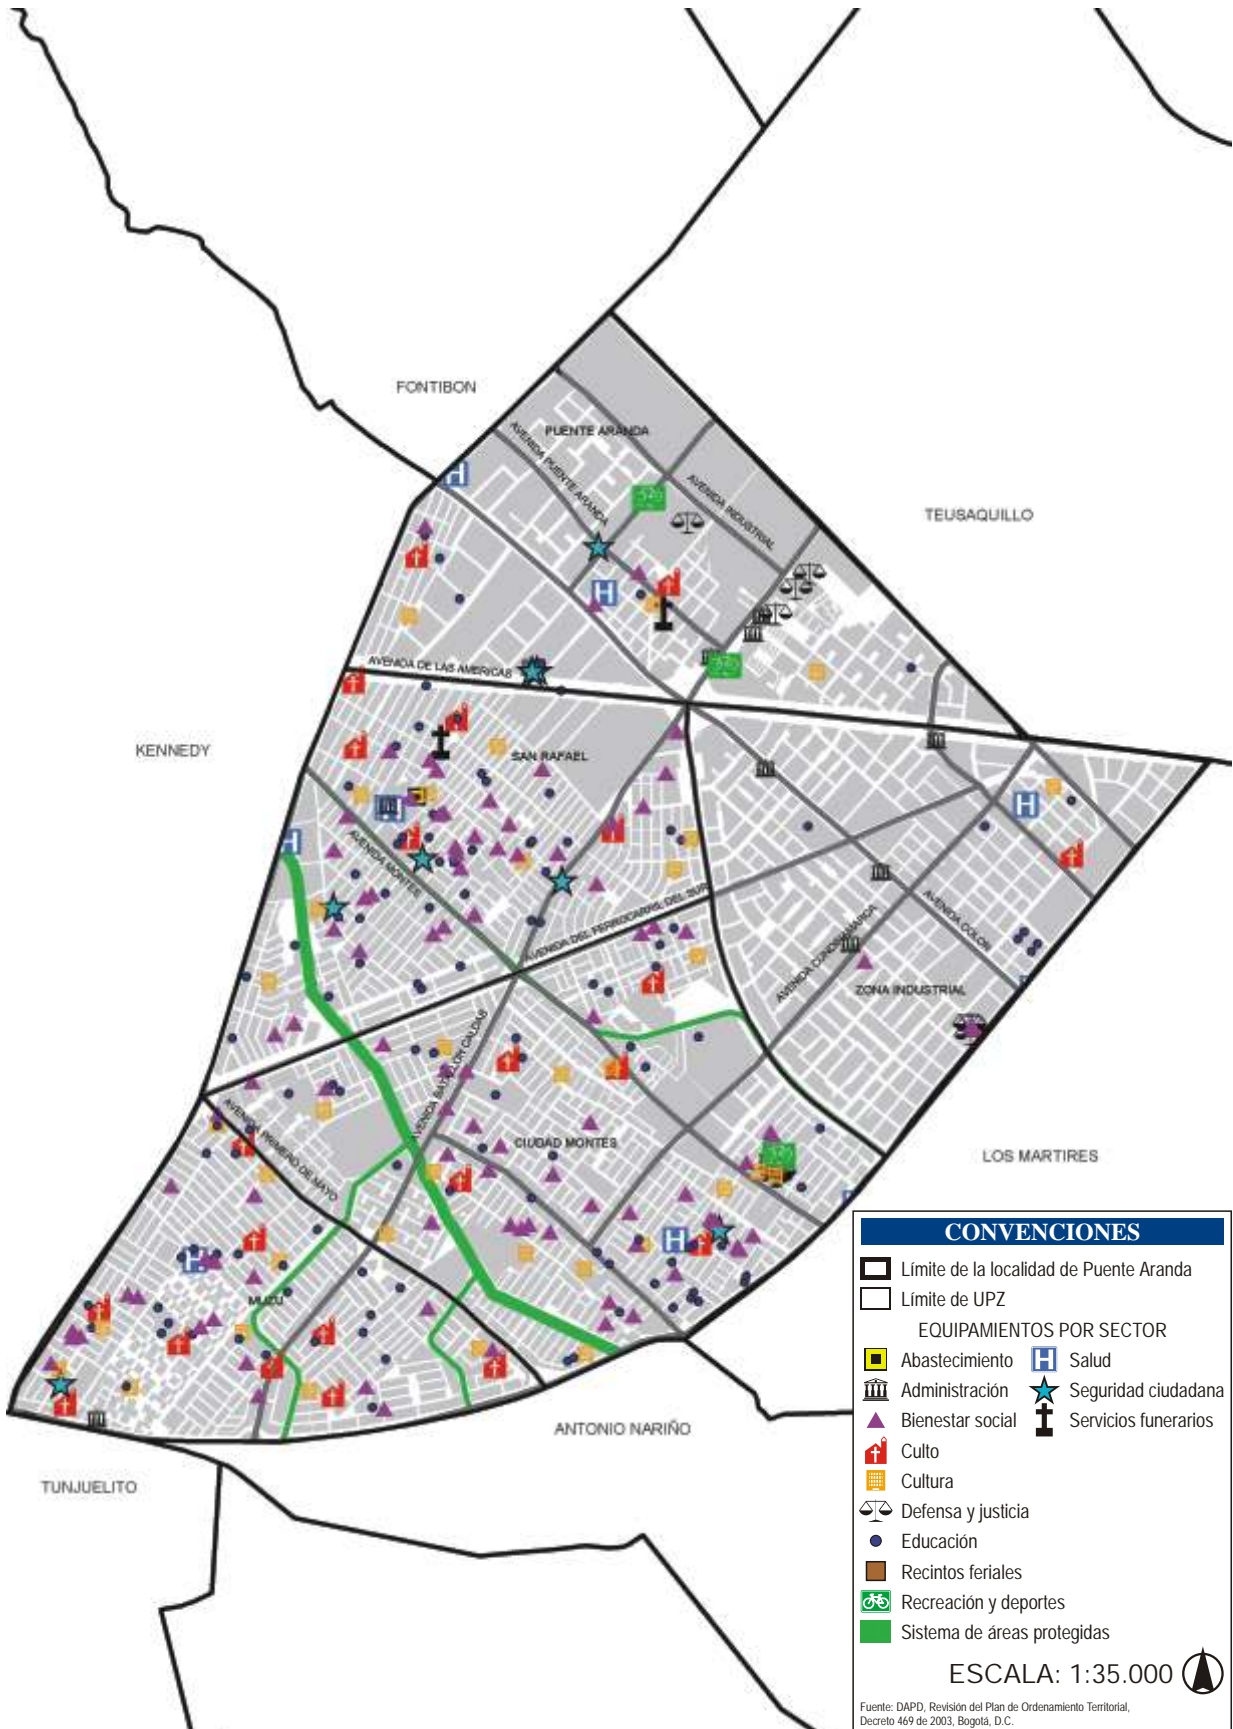 FONTIBON
PUENTE ARANDA
AVENIDA PUENTE ARANDA
AVENIDA INDUSTRIAL
TEUSAQUILLO
AVENIDA DE LAS AMERICAS
KENNEDY
SAN RAFAEL
AVENIDA MONTES
AVENIDA DEL FERROCARRIL DEL SUR
AVENIDA COLON
AVENIDA CUNDINAMARCA
ZONA INDUSTRIAL
AVENIDA BATALLON CALDAS
AVENIDA PRIMERO DE MAYO
CIUDAD MONTES
LOS MARTIRES
MUZU
ANTONIO NARIÑO
TUNJUELITO
CONVENCIONES
Límite de la localidad de Puente Aranda
Límite de UPZ
EQUIPAMIENTOS POR SECTOR
Abastecimiento
H Salud
Administración
Seguridad ciudadana
Bienestar social
Servicios funerarios
Culto
Cultura
Defensa y justicia
Educación
Recintos feriales
Recreación y deportes
Sistema de áreas protegidas
ESCALA: 1:35.000
Fuente: DAPD, Revisión del Plan de Ordenamiento Territorial,
Decreto 469 de 2003, Bogotá, D.C.